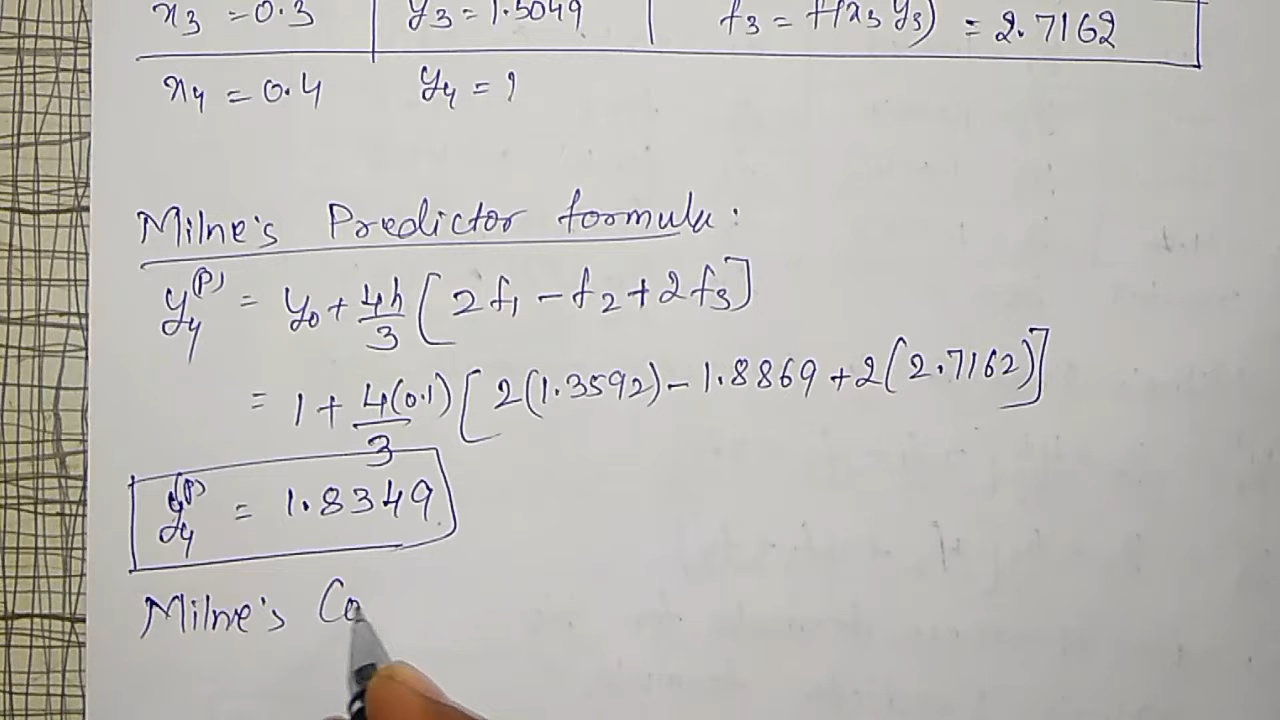 x3 = 0.3 y3 = 1.5049 f3 = f(x3 y3) = 2.7162
x4 = 0.4 y4 = ?
Milne's Predictor formula:
y4^(P) = y0 + 4h/3 [2f1 - f2 + 2f3]
= 1 + 4(0.1)/3 [2(1.3592) - 1.8869 + 2(2.7162)]
y4^(P) = 1.8349
Milne's Co